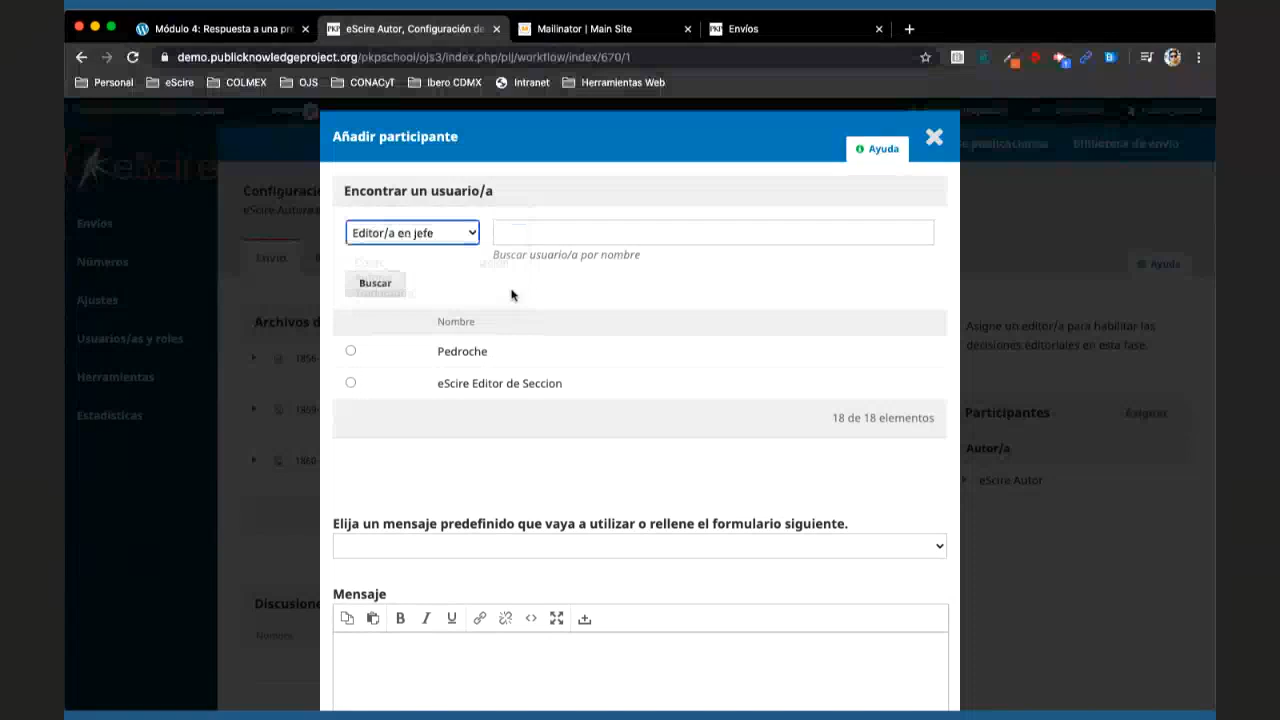 Módulo 4: Respuesta a una pre
eScire Autor, Configuración de
Mailinator | Main Site
Envíos
demo.publicknowledgeproject.org/pkpschool/ojs3/index.php/plj/workflow/index/670/1
Personal
eScire
COLMEX
OJS
CONACyT
Ibero CDMX
Intranet
Herramientas Web
Añadir participante
Ayuda
Encontrar un usuario/a
Editor/a en jefe
Buscar usuario/a por nombre
Buscar
Nombre
Pedroche
eScire Editor de Seccion
18 de 18 elementos
Elija un mensaje predefinido que vaya a utilizar o rellene el formulario siguiente.
Mensaje
eScire
Envíos
Números
Ajustes
Usuarios/as y roles
Herramientas
Estadísticas
Configuració
Envío
Archivos d
1856-
1859-
1860-
Discusione
Nombre
Biblioteca de envío
Ayuda
Asigne un editor/a para habilitar las
decisiones editoriales en esta fase.
Participantes
Asignar
Autor/a
eScire Autor